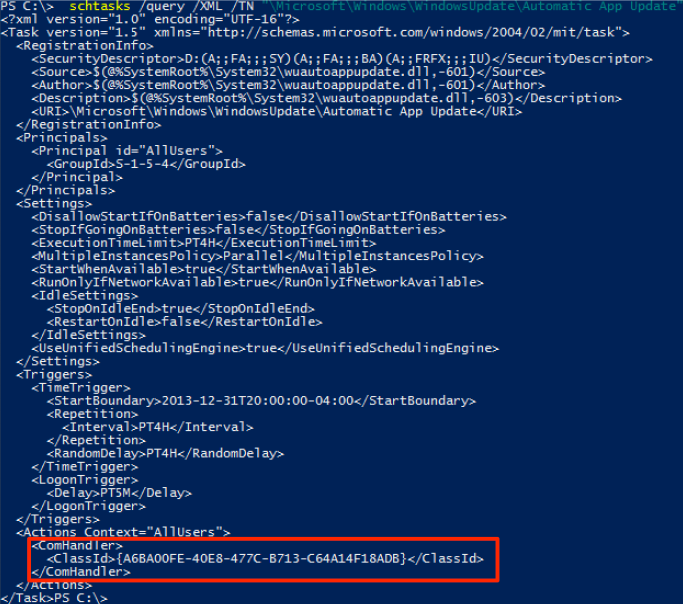 PS C:\>  schtasks /query /XML /TN "\Microsoft\Windows\WindowsUpdate\Automatic App Update"
<?xml version="1.0" encoding="UTF-16"?>
<Task version="1.5" xmlns="http://schemas.microsoft.com/windows/2004/02/mit/task">
  <RegistrationInfo>
    <SecurityDescriptor>D:(A;;FA;;;SY)(A;;FA;;;BA)(A;;FRFX;;;IU)</SecurityDescriptor>
    <Source>$(@%SystemRoot%\System32\wuautoappupdate.dll,-601)</Source>
    <Author>$(@%SystemRoot%\System32\wuautoappupdate.dll,-601)</Author>
    <Description>$(@%SystemRoot%\System32\wuautoappupdate.dll,-603)</Description>
    <URI>\Microsoft\Windows\WindowsUpdate\Automatic App Update</URI>
  </RegistrationInfo>
  <Principals>
    <Principal id="AllUsers">
      <GroupId>S-1-5-4</GroupId>
    </Principal>
  </Principals>
  <Settings>
    <DisallowStartIfOnBatteries>false</DisallowStartIfOnBatteries>
    <StopIfGoingOnBatteries>false</StopIfGoingOnBatteries>
    <ExecutionTimeLimit>PT4H</ExecutionTimeLimit>
    <MultipleInstancesPolicy>Parallel</MultipleInstancesPolicy>
    <StartWhenAvailable>true</StartWhenAvailable>
    <RunOnlyIfNetworkAvailable>true</RunOnlyIfNetworkAvailable>
    <IdleSettings>
      <StopOnIdleEnd>true</StopOnIdleEnd>
      <RestartOnIdle>false</RestartOnIdle>
    </IdleSettings>
    <UseUnifiedSchedulingEngine>true</UseUnifiedSchedulingEngine>
  </Settings>
  <Triggers>
    <TimeTrigger>
      <StartBoundary>2013-12-31T20:00:00-04:00</StartBoundary>
      <Repetition>
        <Interval>PT4H</Interval>
      </Repetition>
      <RandomDelay>PT4H</RandomDelay>
    </TimeTrigger>
    <LogonTrigger>
      <Delay>PT5M</Delay>
    </LogonTrigger>
  </Triggers>
  <Actions Context="AllUsers">
    <ComHandler>
      <ClassId>{A6BA00FE-40E8-477C-B713-C64A14F18ADB}</ClassId>
    </ComHandler>
  </Actions>
</Task>PS C:\>